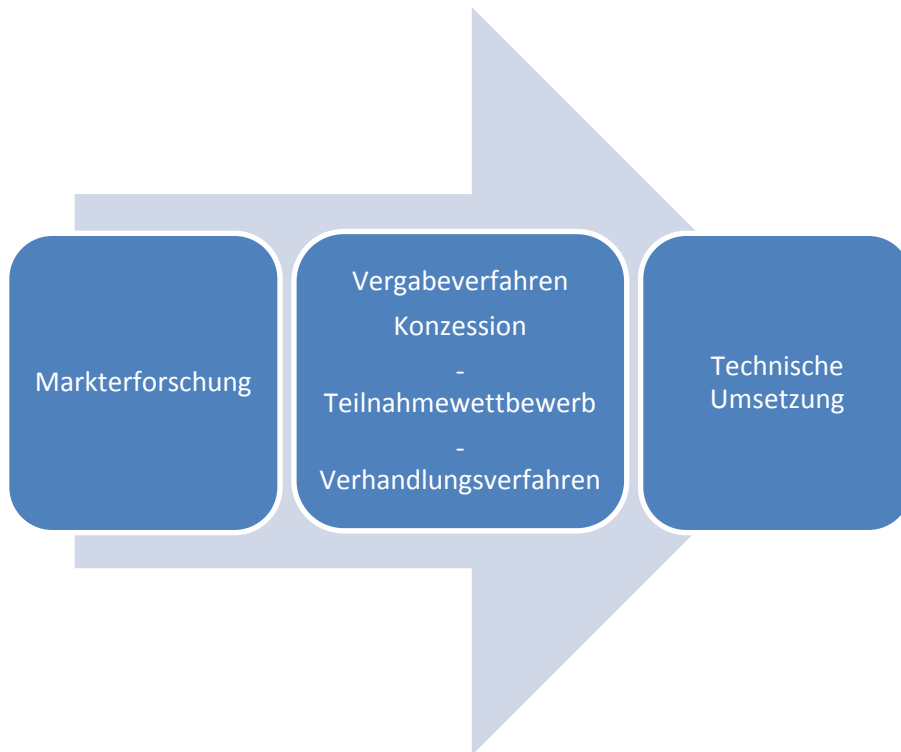 Markterforschung
Vergabeverfahren
Konzession
-
Teilnahmewettbewerb
-
Verhandlungsverfahren
Technische
Umsetzung